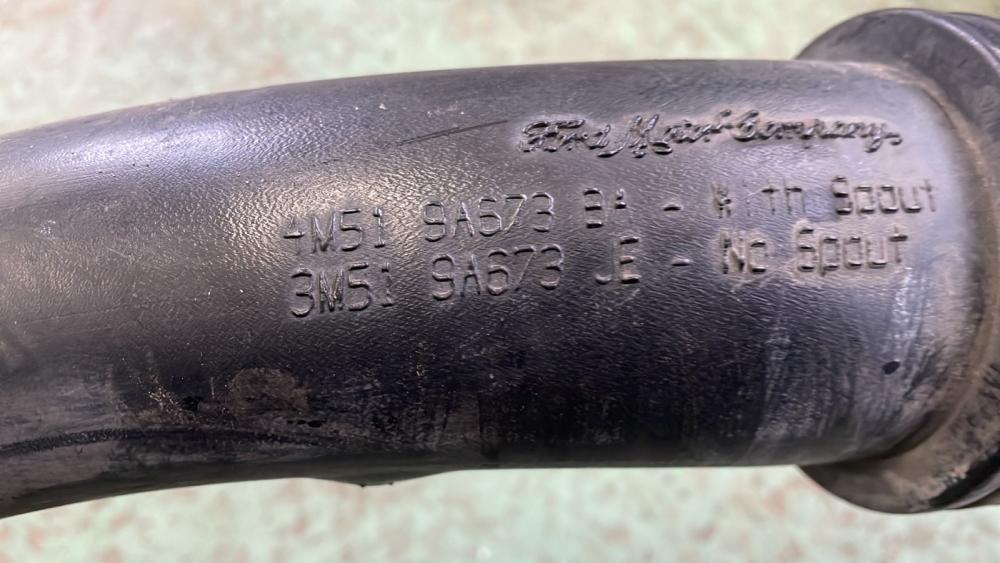 Ford Motor Company
4M51 9A673 BA - With Spout
3M51 9A673 JE - No Spout